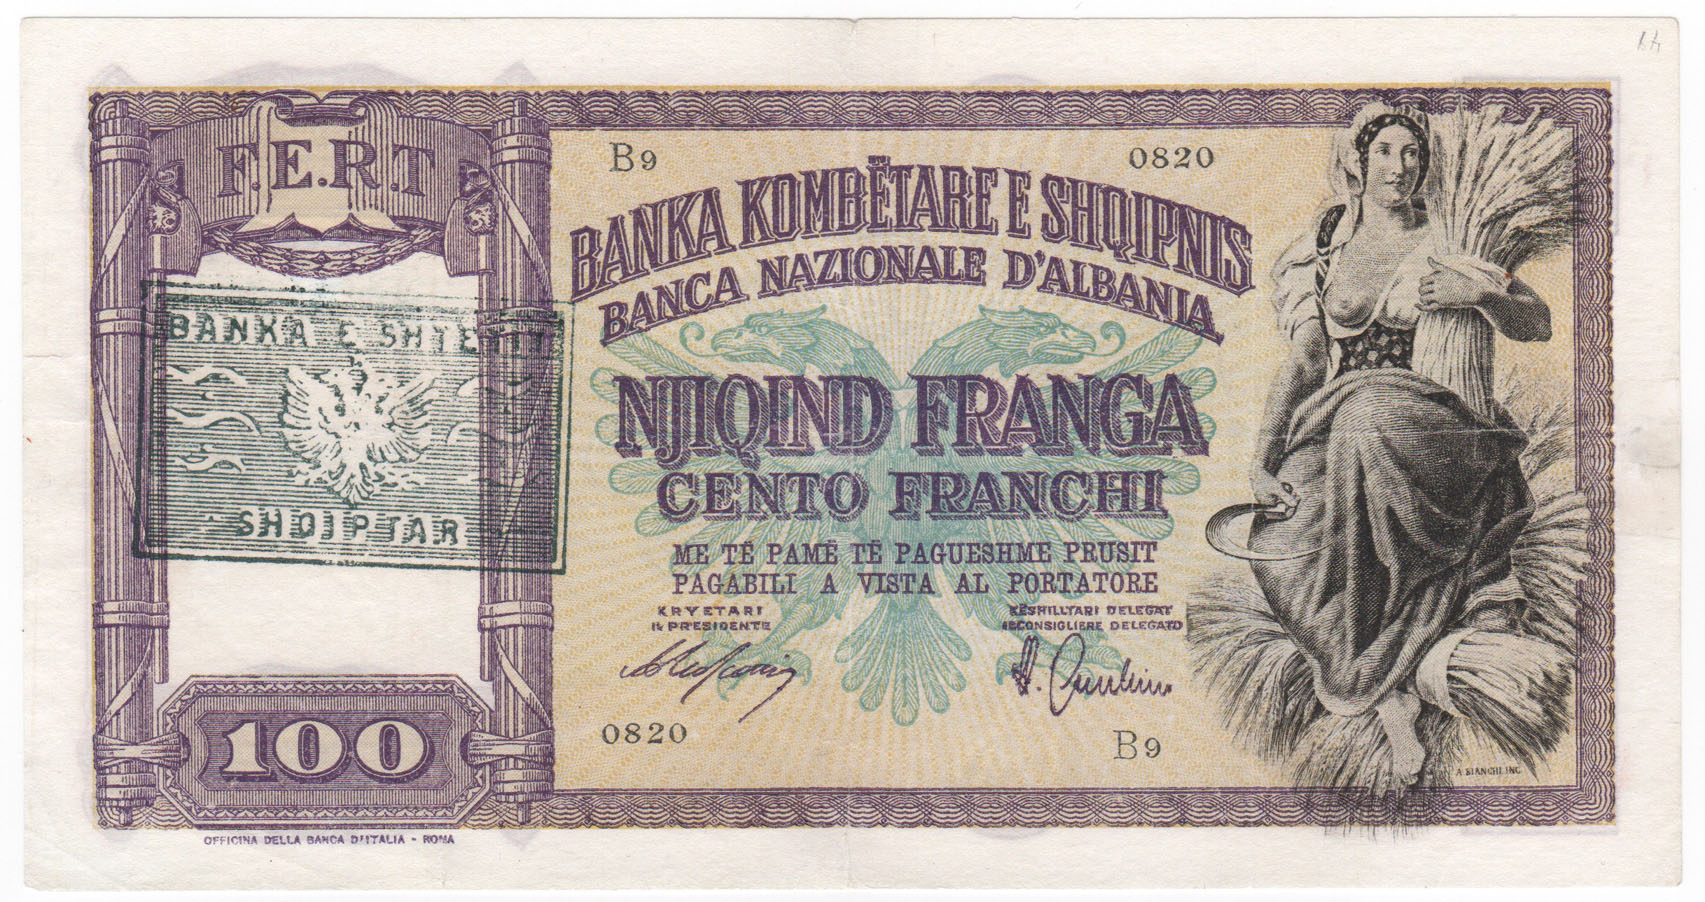 F.E.R.T
B9 0820
BANKA KOMBËTARE E SHQIPNIS
BANCA NAZIONALE D'ALBANIA
BANKA E SHTETIT
SHQIPTAR
NJIQIND FRANGA
CENTO FRANCHI
ME TË PAMË TË PAGUESHME PRUSIT
PAGABILI A VISTA AL PORTATORE
KRYETARI
IL PRESIDENTE
KËSHILLTARI DELEGAT
IL CONSIGLIERE DELEGATO
0820 B9
100
A. BIANCHI INC.
OFFICINA DELLA BANCA D'ITALIA - ROMA